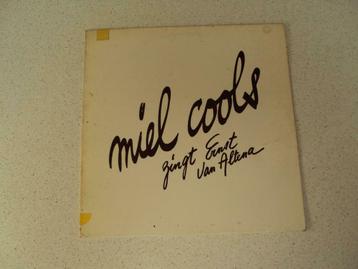 miel cools
zingt Ernst
van Altena